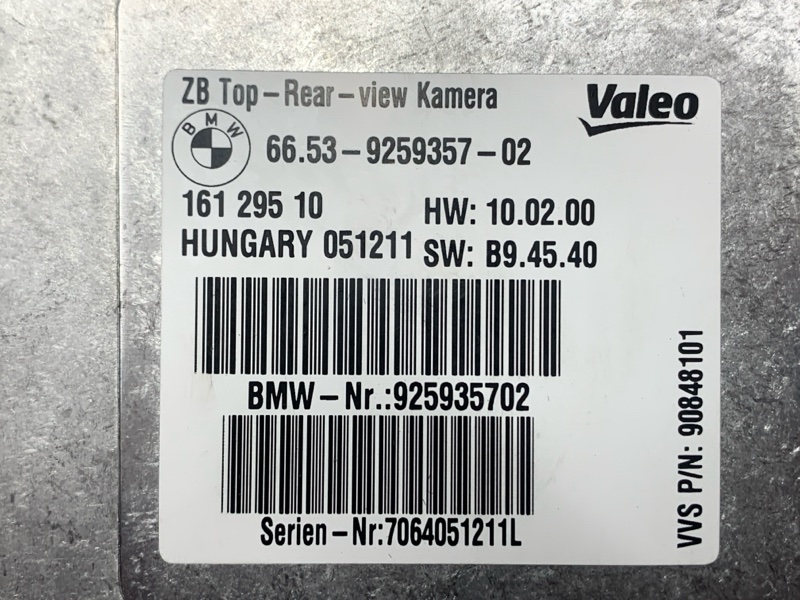 ZB Top-Rear-view Kamera
Valeo
BMW
66.53-9259357-02
161 295 10
HW: 10.02.00
HUNGARY 051211
SW: B9.45.40
BMW-Nr.:925935702
Serien-Nr:7064051211L
VVS P/N: 90848101